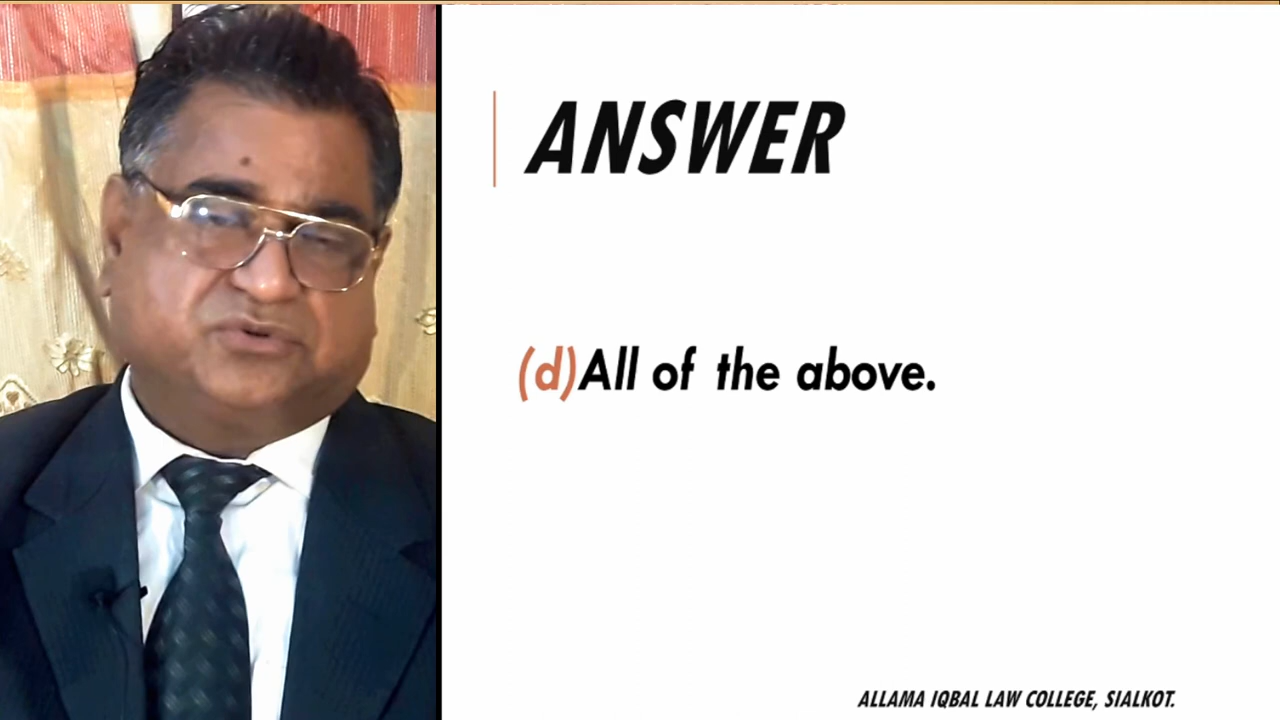 ANSWER
(d)All of the above.
ALLAMA IQBAL LAW COLLEGE, SIALKOT.